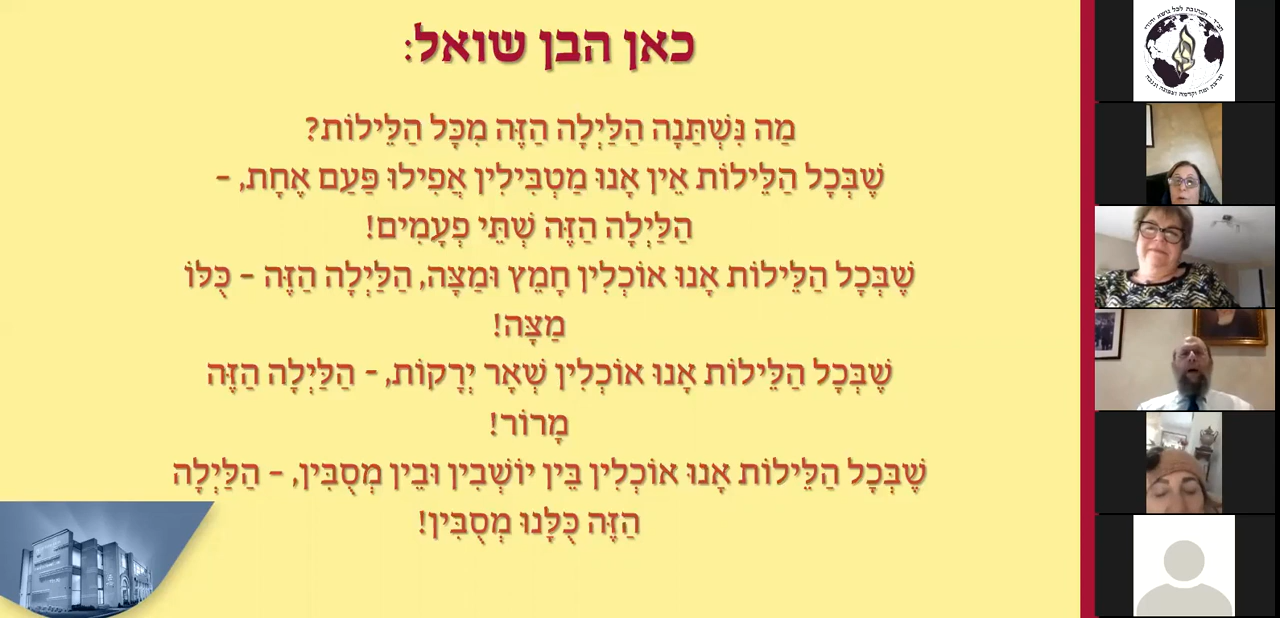 כאן הבן שואל:
מַה נִּשְׁתַּנָה הַלַּיְלָה הַזֶּה מִכָּל הַלֵּילוֹת?
שֶׁבְּכָל הַלֵּילוֹת אֵין אָנוּ מַטְבִּילִין אֲפִילוּ פַּעַם אֶחָת, –
הַלַּיְלָה הַזֶּה שְׁתֵּי פְעָמִים!
שֶׁבְּכָל הַלֵּילוֹת אָנוּ אוֹכְלִין חָמֵץ וּמַצָּה, הַלַּיְלָה הַזֶּה – כֻּלּוֹ
מַצָּה!
שֶׁבְּכָל הַלֵּילוֹת אָנוּ אוֹכְלִין שְׁאָר יְרָקוֹת, - הַלַּיְלָה הַזֶּה
מָרוֹר!
שֶׁבְּכָל הַלֵּילוֹת אָנוּ אוֹכְלִין בֵּין יוֹשְׁבִין וּבֵין מְסֻבִּין, – הַלַּיְלָה
הַזֶּה כֻּלָּנוּ מְסֻבִּין!